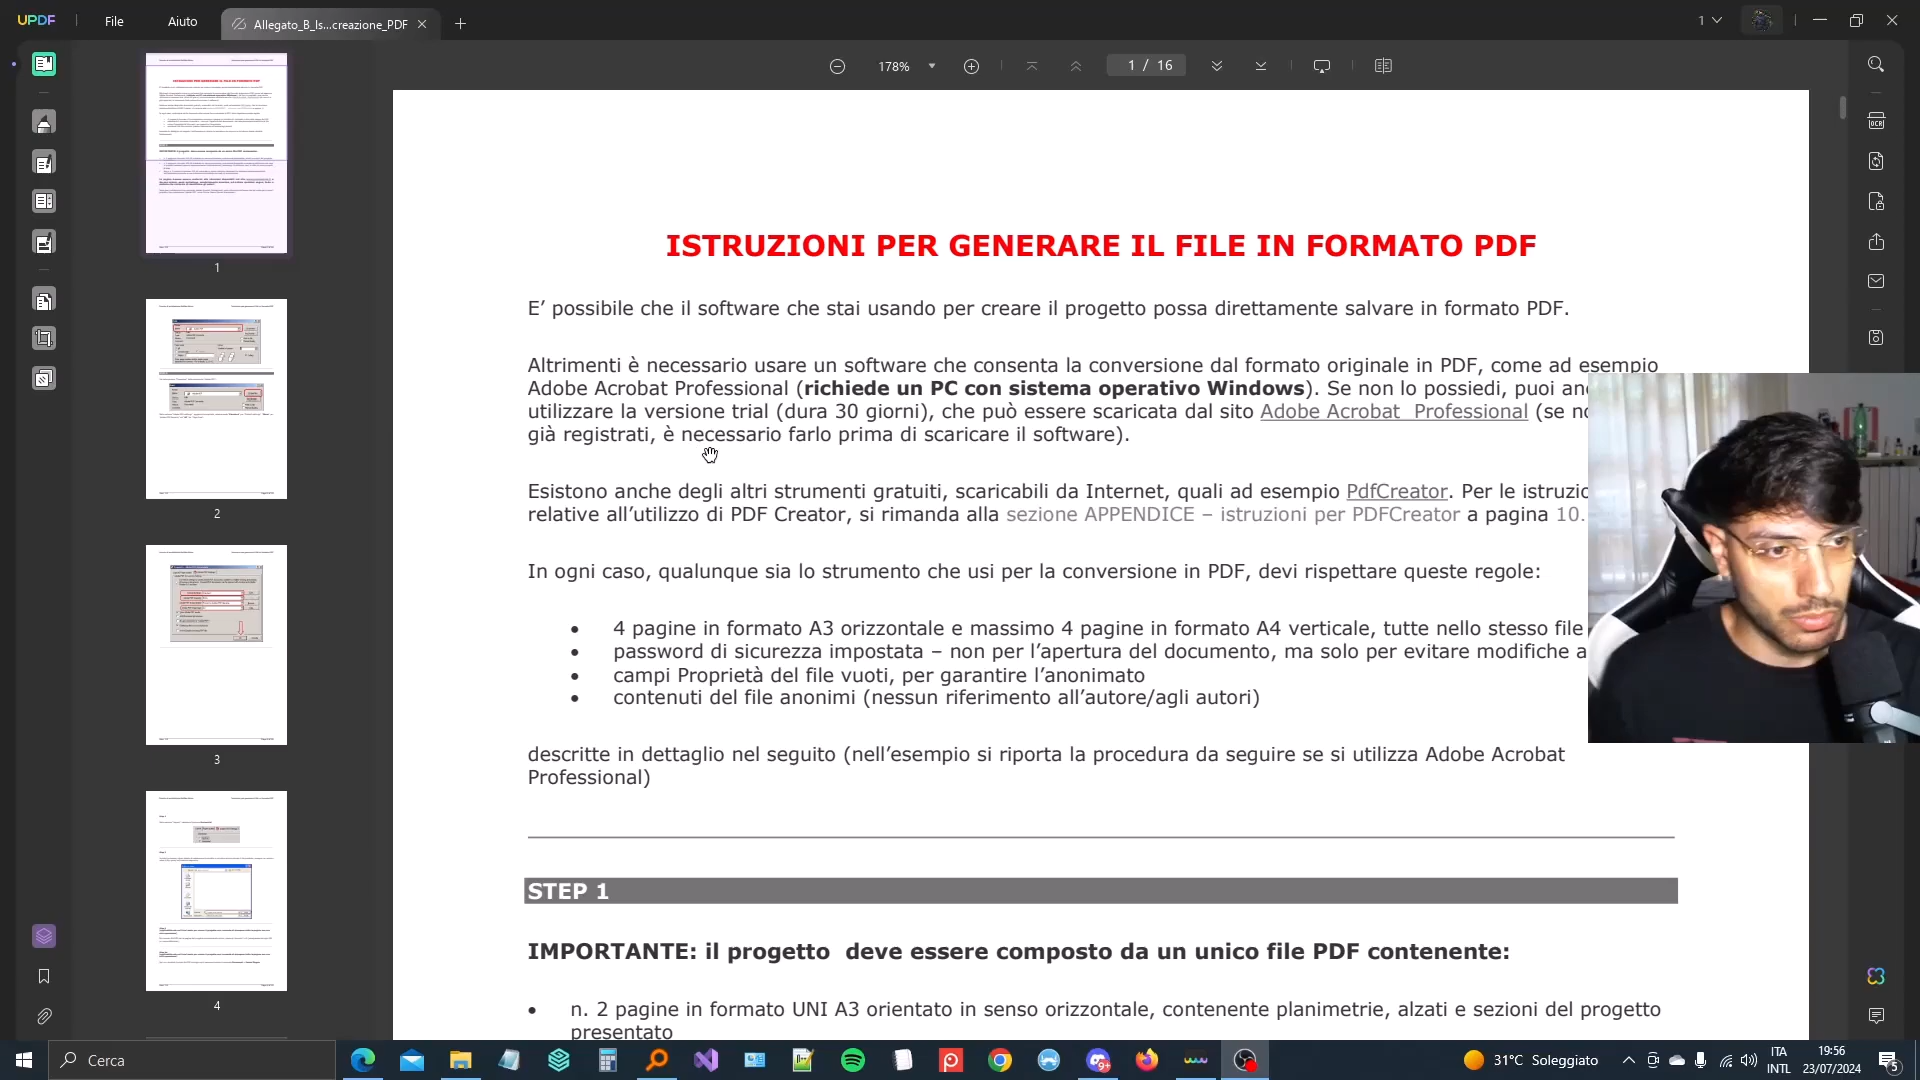 UPDF File Aiuto Allegato_B_Is...creazione_PDF 1
178% 1 / 16
ISTRUZIONI PER GENERARE IL FILE IN FORMATO PDF
E’ possibile che il software che stai usando per creare il progetto possa direttamente salvare in formato PDF.
Altrimenti è necessario usare un software che consenta la conversione dal formato originale in PDF, come ad esempio
Adobe Acrobat Professional (richiede un PC con sistema operativo Windows). Se non lo possiedi, puoi
utilizzare la versione trial (dura 30 giorni), che può essere scaricata dal sito Adobe Acrobat Professional (se
già registrati, è necessario farlo prima di scaricare il software).
Esistono anche degli altri strumenti gratuiti, scaricabili da Internet, quali ad esempio PdfCreator. Per le
relative all’utilizzo di PDF Creator, si rimanda alla sezione APPENDICE – istruzioni per PDFCreator a pagina 10.
In ogni caso, qualunque sia lo strumento che usi per la conversione in PDF, devi rispettare queste regole:
• 4 pagine in formato A3 orizzontale e massimo 4 pagine in formato A4 verticale, tutte nello stesso file
• password di sicurezza impostata – non per l’apertura del documento, ma solo per evitare modifiche a
• campi Proprietà del file vuoti, per garantire l’anonimato
• contenuti del file anonimi (nessun riferimento all’autore/agli autori)
descritte in dettaglio nel seguito (nell’esempio si riporta la procedura da seguire se si utilizza Adobe Acrobat
Professional)
STEP 1
IMPORTANTE: il progetto deve essere composto da un unico file PDF contenente:
• n. 2 pagine in formato UNI A3 orientato in senso orizzontale, contenente planimetrie, alzati e sezioni del progetto
presentato
1
2
3
4
OCR
Cerca
9+
31°C Soleggiato
ITA
INTL
19:56
23/07/2024
5